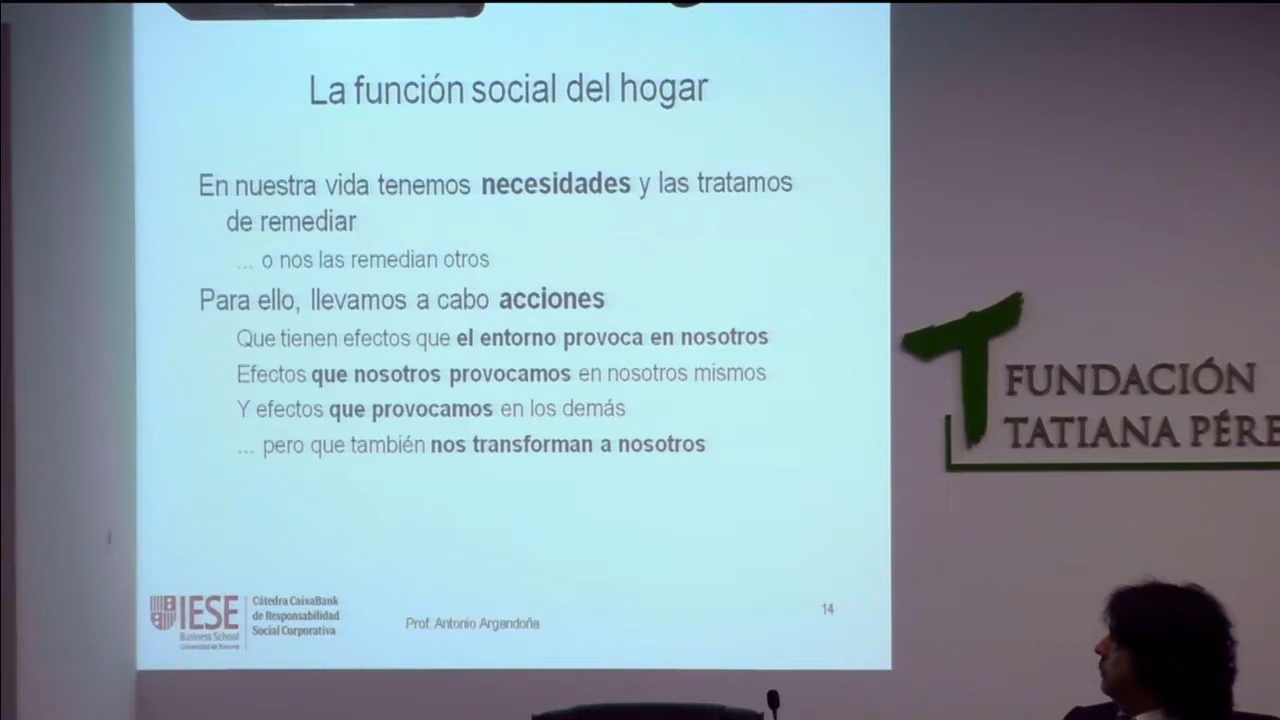 La función social del hogar
En nuestra vida tenemos necesidades y las tratamos
de remediar
... o nos las remedian otros
Para ello, llevamos a cabo acciones
Que tienen efectos que el entorno provoca en nosotros
Efectos que nosotros provocamos en nosotros mismos
Y efectos que provocamos en los demás
... pero que también nos transforman a nosotros
IESE
Business School
Universidad de Navarra
Cátedra CaixaBank
de Responsabilidad
Social Corporativa
Prof. Antonio Argandoña
14
FUNDACIÓN
TATIANA PÉRE